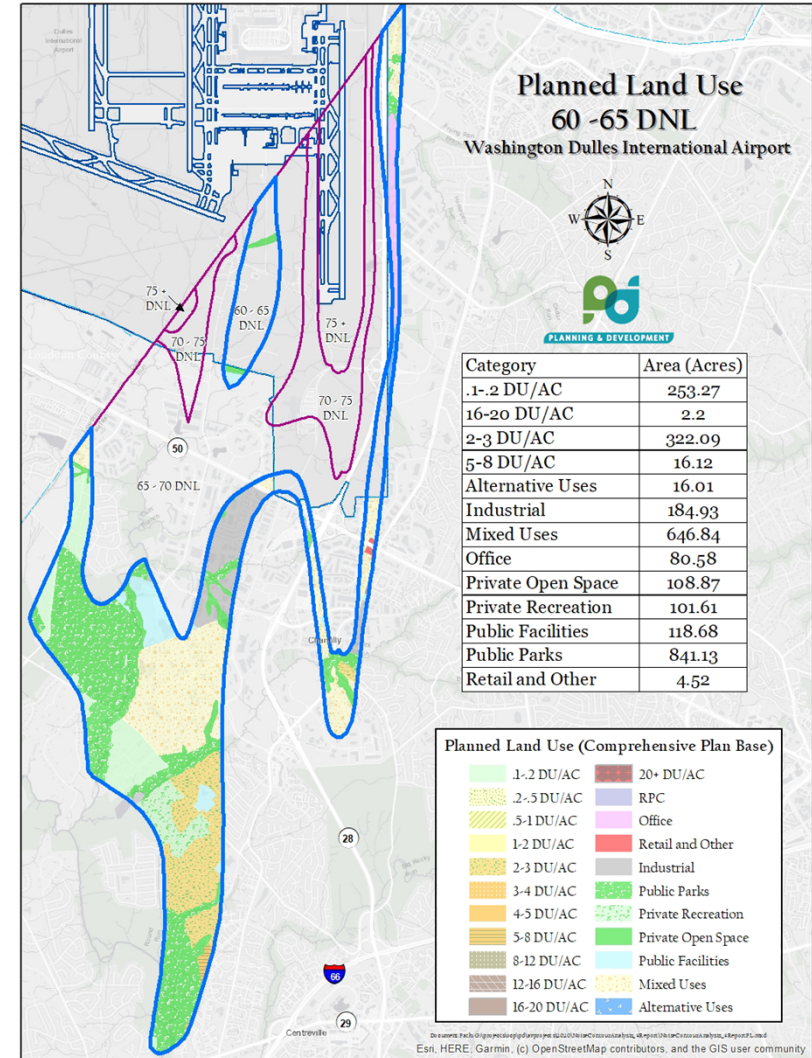 Dulles
International
Airport
Planned Land Use
60 -65 DNL
Washington Dulles International Airport
N
W
E
S
PLANNING & DEVELOPMENT
75 +
DNL
70 - 75
DNL
60 - 65
DNL
75 +
DNL
70 - 75
DNL
50
65 - 70 DNL
Category Area (Acres)
.1-.2 DU/AC 253.27
16-20 DU/AC 2.2
2-3 DU/AC 322.09
5-8 DU/AC 16.12
Alternative Uses 16.01
Industrial 184.93
Mixed Uses 646.84
Office 80.58
Private Open Space 108.87
Private Recreation 101.61
Public Facilities 118.68
Public Parks 841.13
Retail and Other 4.52
Chantilly
28
66
29
Centreville
Planned Land Use (Comprehensive Plan Base)
.1-.2 DU/AC 20+ DU/AC
.2-.5 DU/AC RPC
.5-1 DU/AC Office
1-2 DU/AC Retail and Other
2-3 DU/AC Industrial
3-4 DU/AC Public Parks
4-5 DU/AC Private Recreation
5-8 DU/AC Private Open Space
8-12 DU/AC Public Facilities
12-16 DU/AC Mixed Uses
16-20 DU/AC Alternative Uses
Esri, HERE, Garmin, (c) OpenStreetMap contributors, and the GIS user community